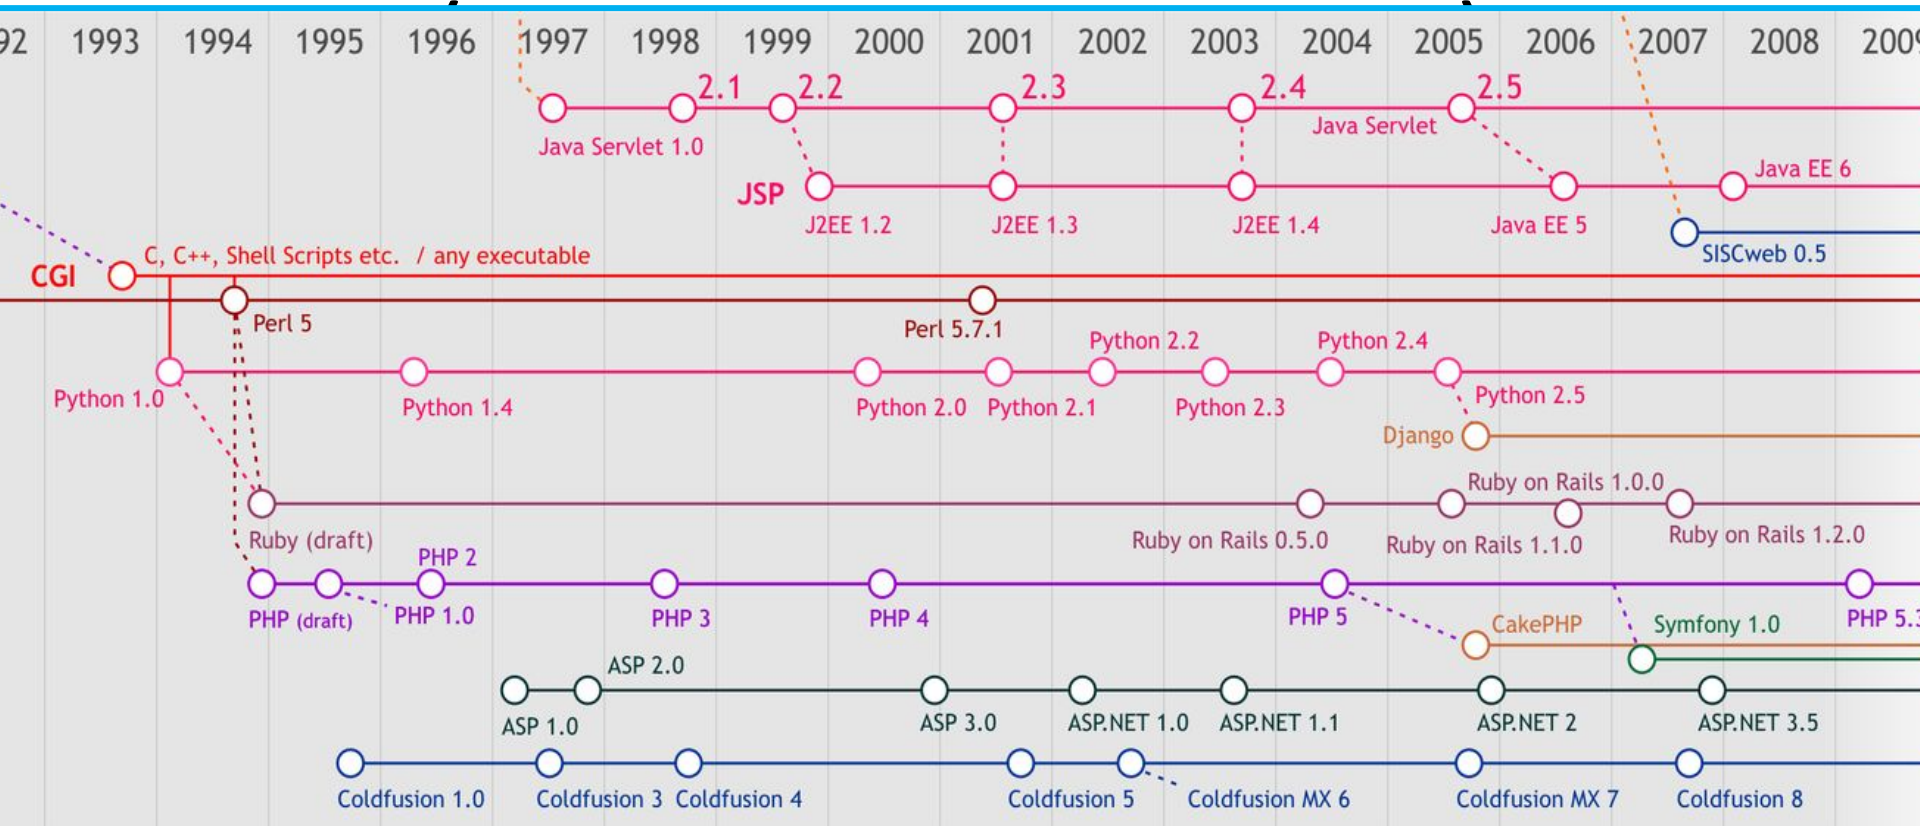 92 1993 1994 1995 1996 1997 1998 1999 2000 2001 2002 2003 2004 2005 2006 2007 2008 2009
2.1 2.2 2.3 2.4 2.5
Java Servlet
Java Servlet 1.0
Java EE 6
JSP
J2EE 1.2 J2EE 1.3 J2EE 1.4 Java EE 5
C, C++, Shell Scripts etc. / any executable
SISCweb 0.5
CGI
Perl 5
Perl 5.7.1
Python 2.2 Python 2.4
Python 1.0
Python 2.5
Python 1.4 Python 2.0 Python 2.1 Python 2.3
Django
Ruby on Rails 1.0.0
Ruby (draft) Ruby on Rails 0.5.0 Ruby on Rails 1.1.0 Ruby on Rails 1.2.0
PHP 2
PHP (draft) PHP 1.0 PHP 3 PHP 4 PHP 5 PHP 5.3
CakePHP Symfony 1.0
ASP 2.0
ASP 1.0 ASP 3.0 ASP.NET 1.0 ASP.NET 1.1 ASP.NET 2 ASP.NET 3.5
Coldfusion 1.0 Coldfusion 3 Coldfusion 4 Coldfusion 5 Coldfusion MX 6 Coldfusion MX 7 Coldfusion 8